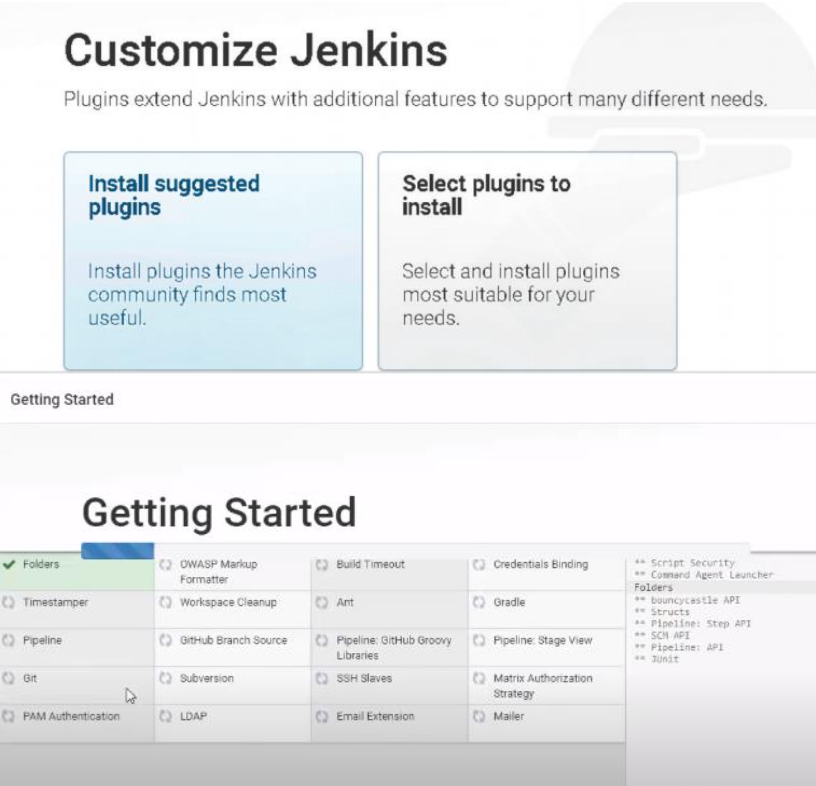 Customize Jenkins
Plugins extend Jenkins with additional features to support many different needs.
Install suggested
plugins
Install plugins the Jenkins
community finds most
useful.
Select plugins to
install
Select and install plugins
most suitable for your
needs.
Getting Started
Getting Started
Folders
OWASP Markup
Formatter
Build Timeout
Credentials Binding
Timestamper
Workspace Cleanup
Ant
Gradle
Pipeline
GitHub Branch Source
Pipeline: GitHub Groovy
Libraries
Pipeline: Stage View
Git
Subversion
SSH Slaves
Matrix Authorization
Strategy
PAM Authentication
LDAP
Email Extension
Mailer
** Script Security
** Command Agent Launcher
Folders
** bouncycastle API
** Structs
** Pipeline: Step API
** SCM API
** Pipeline: API
** JUnit